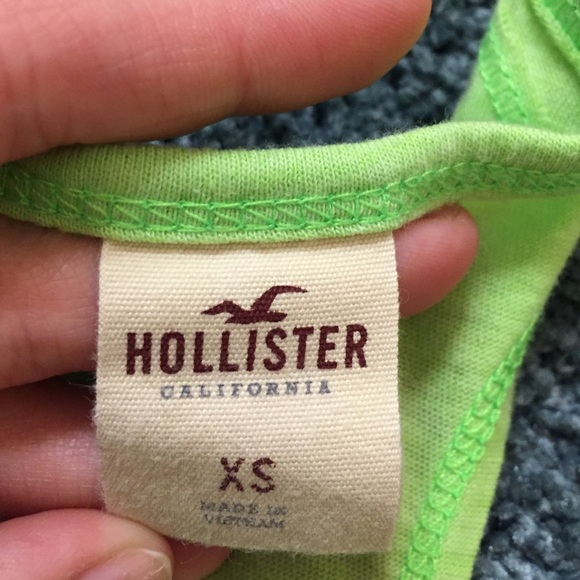 HOLLISTER
CALIFORNIA
XS
MADE IN
VIETNAM